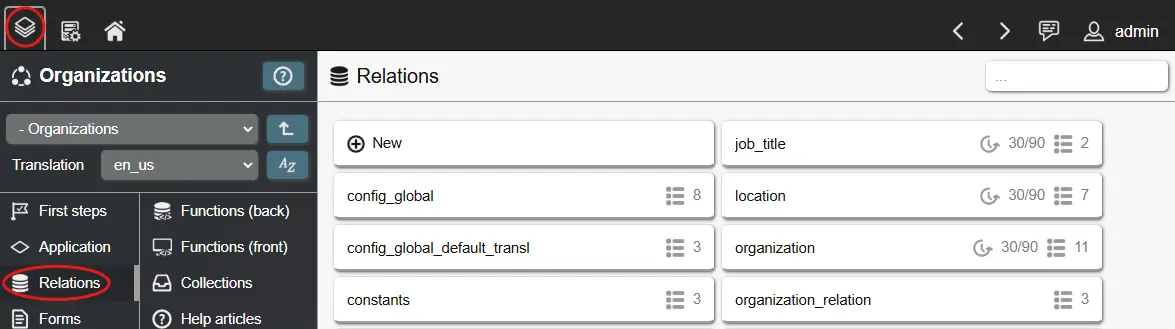 admin
Organizations
Relations
...
- Organizations
Translation en_us
First steps
Functions (back)
Application
Functions (front)
Relations
Collections
Forms
Help articles
New
job_title 30/90 2
config_global 8
location 30/90 7
config_global_default_transl 3
organization 30/90 11
constants 3
organization_relation 3